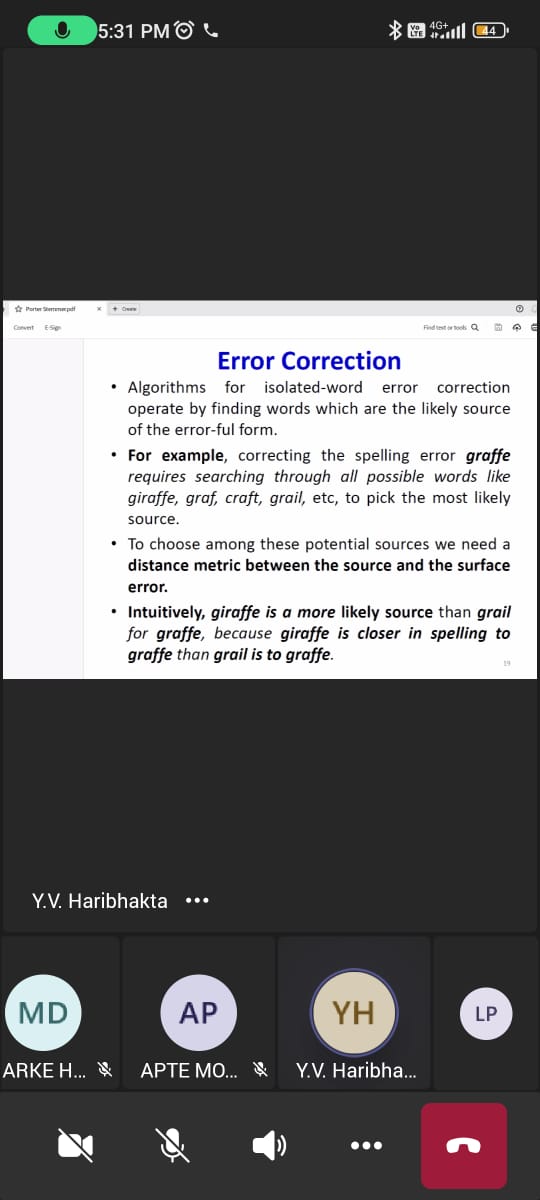 5:31 PM
Vo LTE 4G+ 44
Porter Stemmer.pdf × + Create
Convert E-Sign Find text or tools
Error Correction
• Algorithms for isolated-word error correction
operate by finding words which are the likely source
of the error-ful form.
• For example, correcting the spelling error graffe
requires searching through all possible words like
giraffe, graf, craft, grail, etc, to pick the most likely
source.
• To choose among these potential sources we need a
distance metric between the source and the surface
error.
• Intuitively, giraffe is a more likely source than grail
for graffe, because giraffe is closer in spelling to
graffe than grail is to graffe.
19
Y.V. Haribhakta •••
MD AP YH LP
ARKE H... APTE MO... Y.V. Haribha...